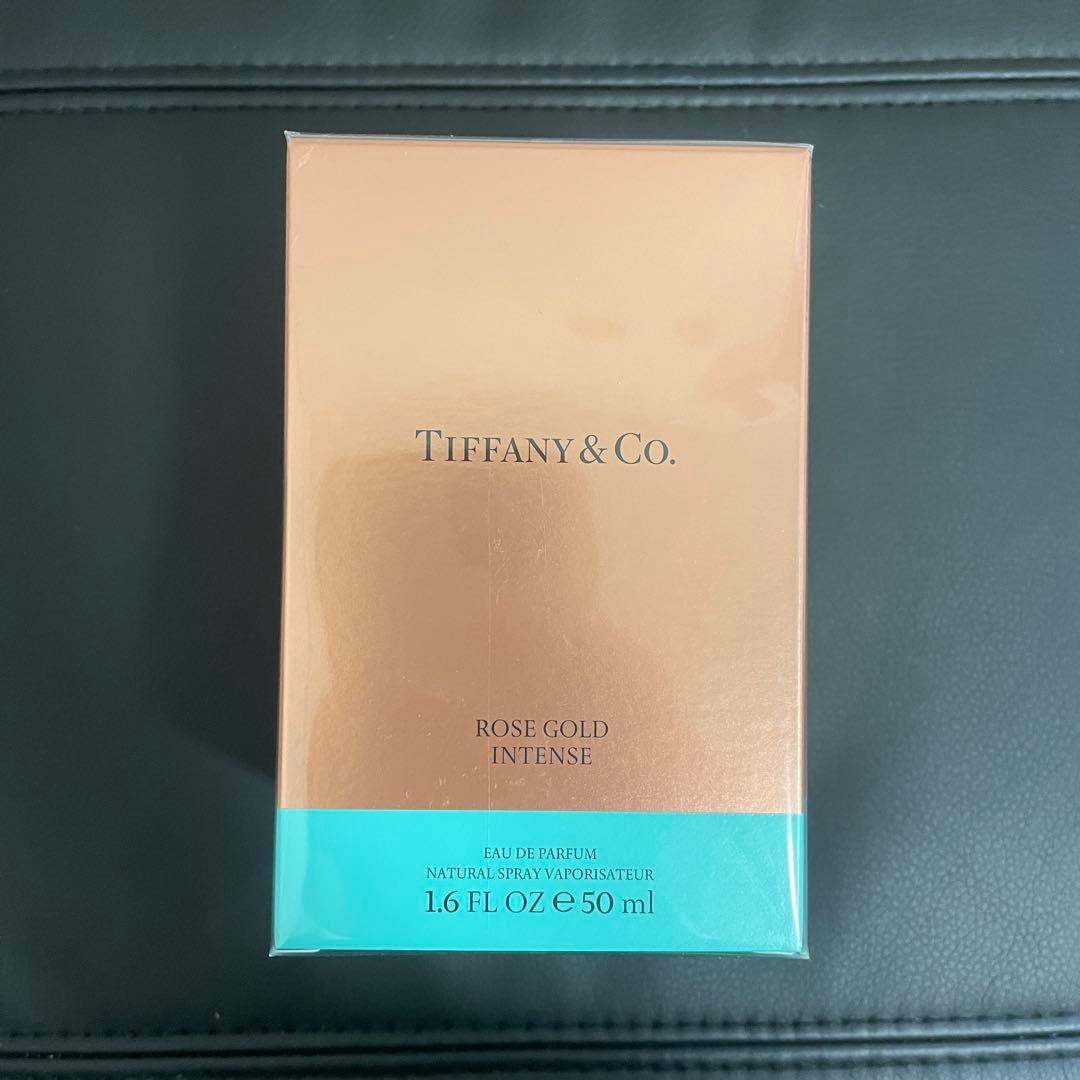 TIFFANY & CO.
ROSE GOLD
INTENSE
EAU DE PARFUM
NATURAL SPRAY VAPORISATEUR
1.6 FL OZ ℮ 50 ml